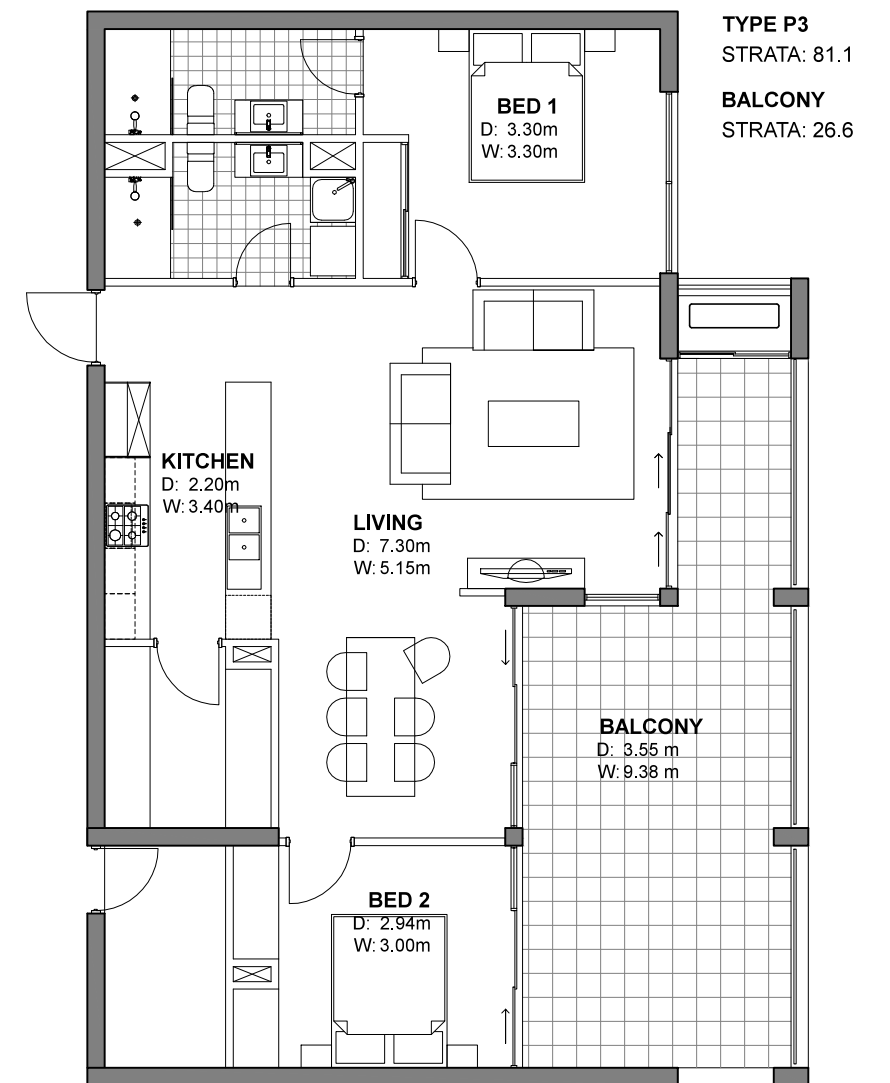 TYPE P3
STRATA: 81.1
BALCONY
STRATA: 26.6
BED 1
D: 3.30m
W: 3.30m
KITCHEN
D: 2.20m
W: 3.40m
LIVING
D: 7.30m
W: 5.15m
BALCONY
D: 3.55 m
W: 9.38 m
BED 2
D: 2.94m
W: 3.00m